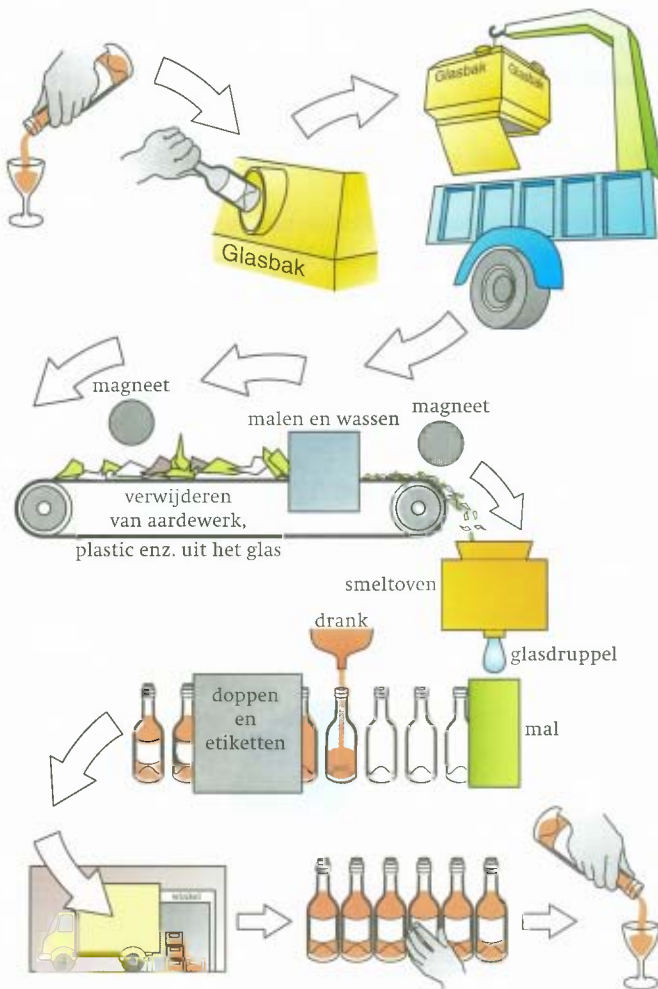 Glasbak
Glasbak
Glasbak
magneet
malen en wassen
magneet
verwijderen
van aardewerk,
plastic enz. uit het glas
smeltoven
drank
glasdruppel
doppen
en
etiketten
mal
winkel